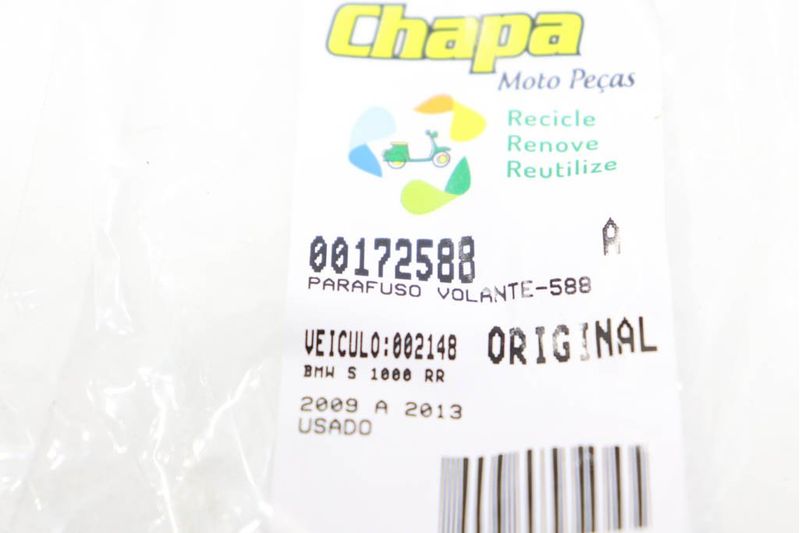 Chapa
Moto Peças
Recicle
Renove
Reutilize
A
00172588
PARAFUSO VOLANTE-588
VEICULO:002148 ORIGINAL
BMW S 1000 RR
2009 A 2013
USADO